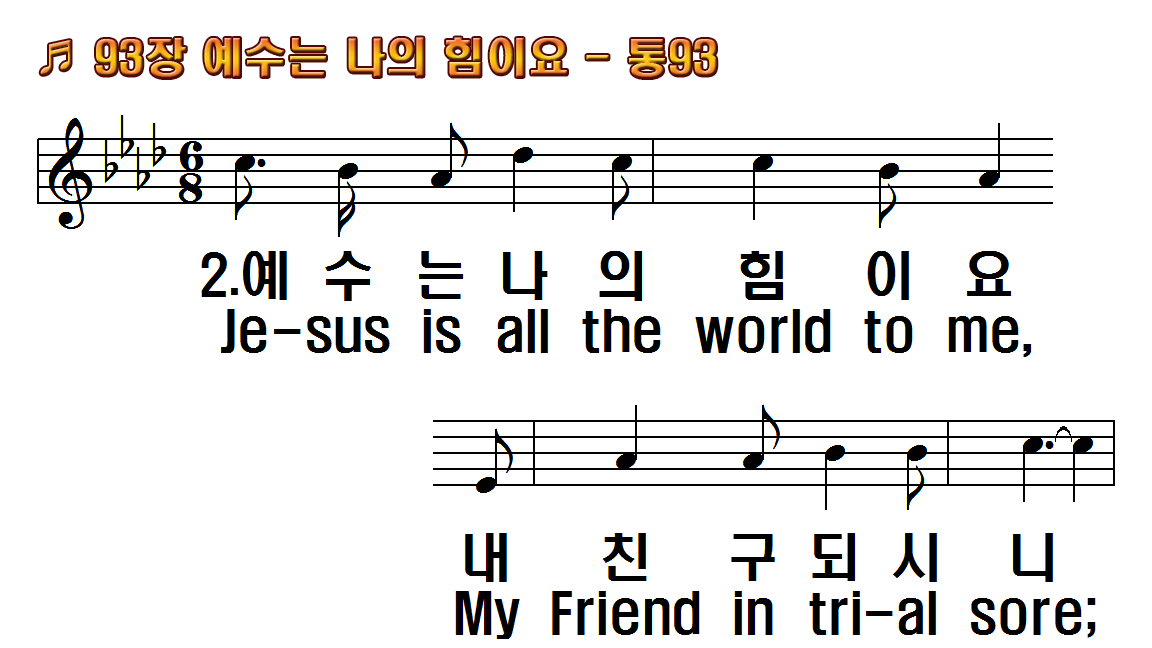 ♬ 93장 예수는 나의 힘이요 - 통93
6
8
2.예 수 는 나 의 힘 이 요
Je-sus is all the world to me,
내 친 구 되 시 니
My Friend in tri-al sore;